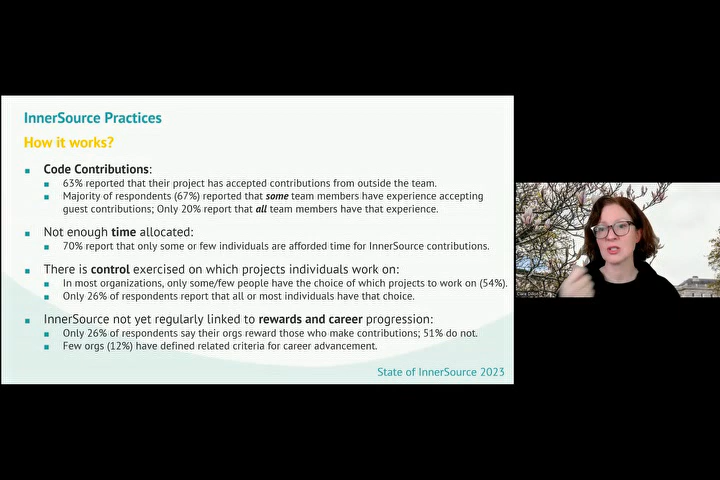 InnerSource Practices
How it works?
Code Contributions:
63% reported that their project has accepted contributions from outside the team.
Majority of respondents (67%) reported that some team members have experience accepting
guest contributions; Only 20% report that all team members have that experience.
Not enough time allocated:
70% report that only some or few individuals are afforded time for InnerSource contributions.
There is control exercised on which projects individuals work on:
In most organizations, only some/few people have the choice of which projects to work on (54%).
Only 26% of respondents report that all or most individuals have that choice.
InnerSource not yet regularly linked to rewards and career progression:
Only 26% of respondents say their orgs reward those who make contributions; 51% do not.
Few orgs (12%) have defined related criteria for career advancement.
State of InnerSource 2023